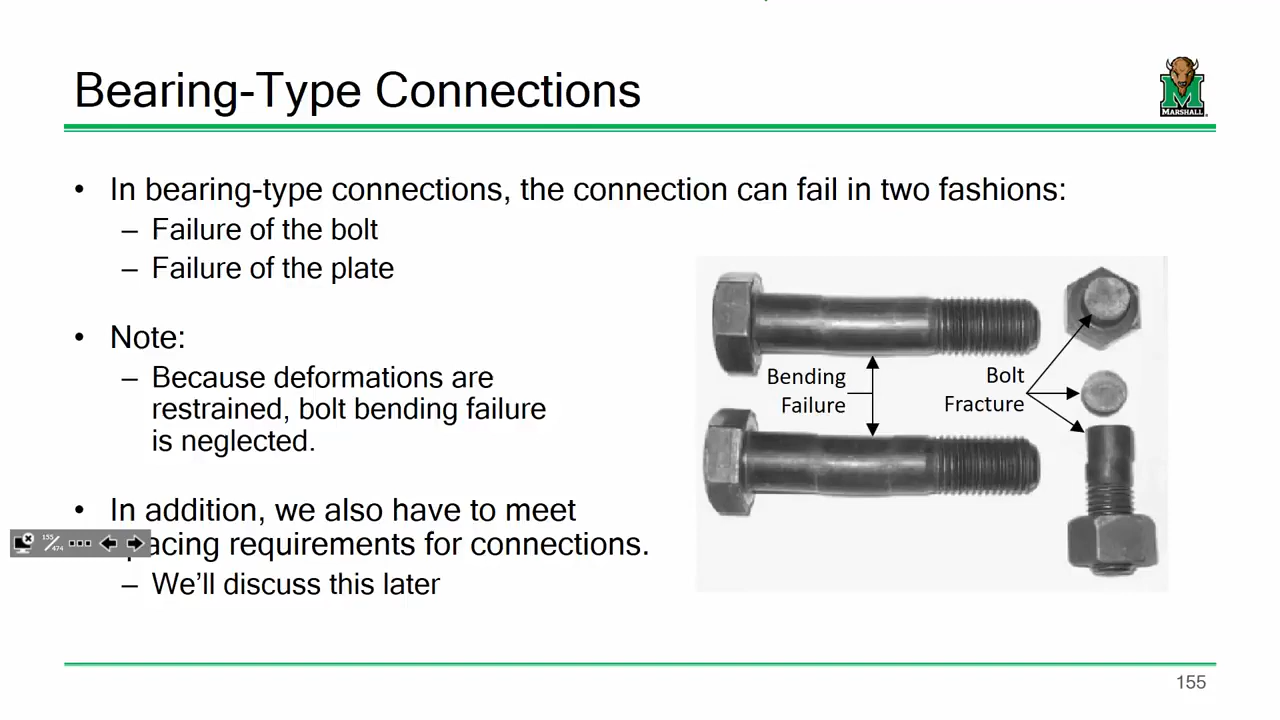 Bearing-Type Connections
MARSHALL
• In bearing-type connections, the connection can fail in two fashions:
– Failure of the bolt
– Failure of the plate
• Note:
– Because deformations are
restrained, bolt bending failure
is neglected.
• In addition, we also have to meet
pacing requirements for connections.
– We’ll discuss this later
Bending
Failure
Bolt
Fracture
155/474
155